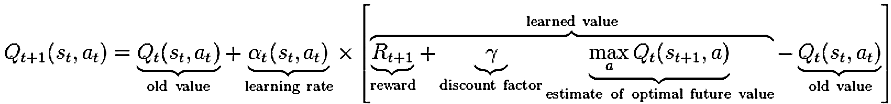 learned value
Q_{t+1}(s_t, a_t) = Q_t(s_t, a_t) + α_t(s_t, a_t) × [ R_{t+1} + γ max_a Q_t(s_{t+1}, a) − Q_t(s_t, a_t) ]
old value learning rate reward discount factor estimate of optimal future value old value